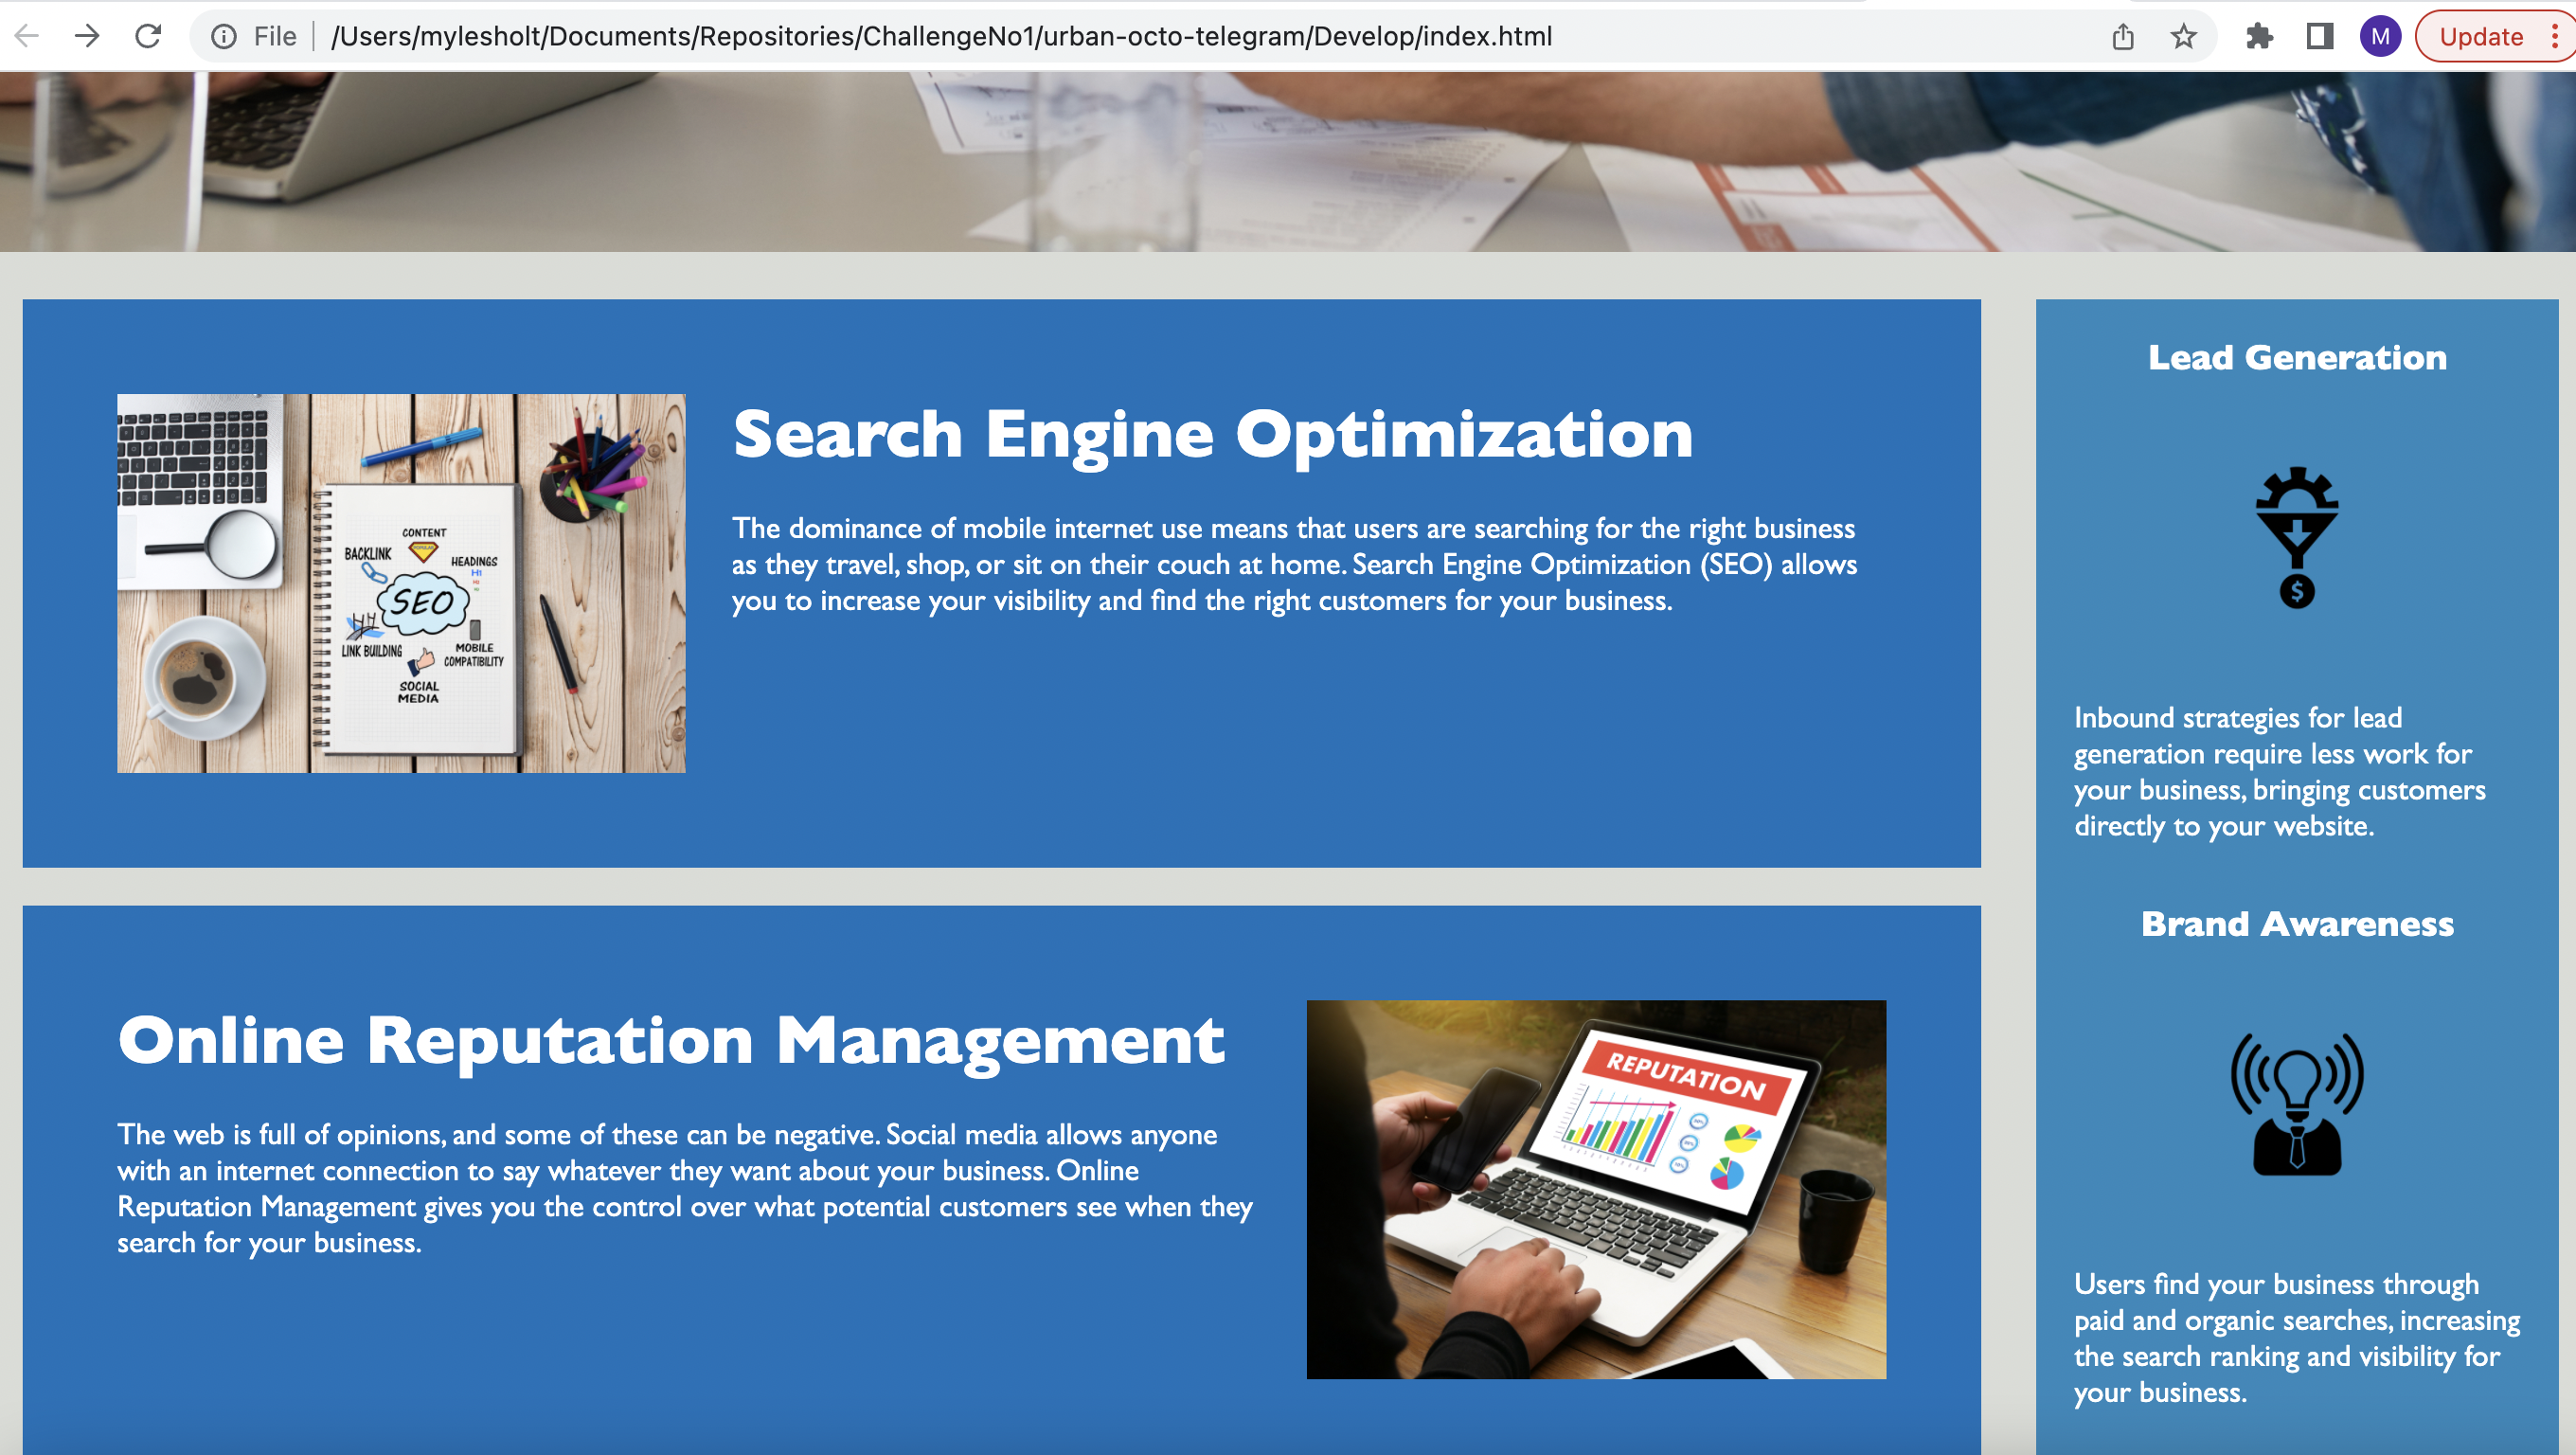 File
/Users/mylesholt/Documents/Repositories/ChallengeNo1/urban-octo-telegram/Develop/index.html
M
Update
Search Engine Optimization
The dominance of mobile internet use means that users are searching for the right business
as they travel, shop, or sit on their couch at home. Search Engine Optimization (SEO) allows
you to increase your visibility and find the right customers for your business.
CONTENT
BACKLINK
HEADINGS
H1
SEO
LINK BUILDING
MOBILE
COMPATIBILITY
SOCIAL
MEDIA
Online Reputation Management
The web is full of opinions, and some of these can be negative. Social media allows anyone
with an internet connection to say whatever they want about your business. Online
Reputation Management gives you the control over what potential customers see when they
search for your business.
REPUTATION
Lead Generation
$
Inbound strategies for lead
generation require less work for
your business, bringing customers
directly to your website.
Brand Awareness
Users find your business through
paid and organic searches, increasing
the search ranking and visibility for
your business.